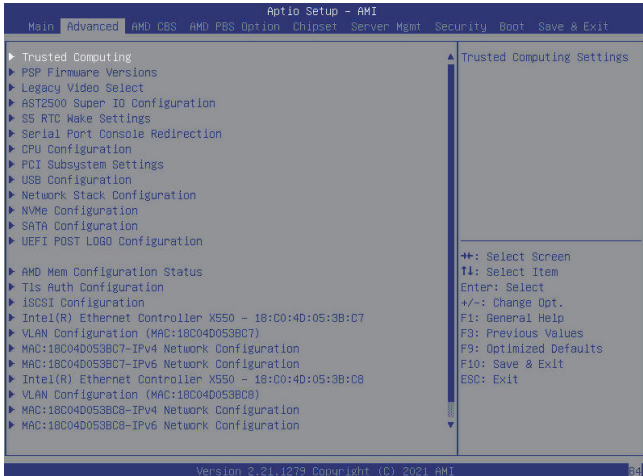 Aptio Setup - AMI
Main Advanced AMD CBS AMD PBS Option Chipset Server Mgmt Security Boot Save & Exit
Trusted Computing
PSP Firmware Versions
Legacy Video Select
AST2500 Super IO Configuration
S5 RTC Wake Settings
Serial Port Console Redirection
CPU Configuration
PCI Subsystem Settings
USB Configuration
Network Stack Configuration
NVMe Configuration
SATA Configuration
UEFI POST LOGO Configuration
AMD Mem Configuration Status
Tls Auth Configuration
iSCSI Configuration
Intel(R) Ethernet Controller X550 - 18:C0:4D:05:3B:C7
VLAN Configuration (MAC:18C04D053BC7)
MAC:18C04D053BC7-IPv4 Network Configuration
MAC:18C04D053BC7-IPv6 Network Configuration
Intel(R) Ethernet Controller X550 - 18:C0:4D:05:3B:C8
VLAN Configuration (MAC:18C04D053BC8)
MAC:18C04D053BC8-IPv4 Network Configuration
MAC:18C04D053BC8-IPv6 Network Configuration
Trusted Computing Settings
→←: Select Screen
↑↓: Select Item
Enter: Select
+/-: Change Opt.
F1: General Help
F3: Previous Values
F9: Optimized Defaults
F10: Save & Exit
ESC: Exit
Version 2.21.1279 Copyright (C) 2021 AMI
B4